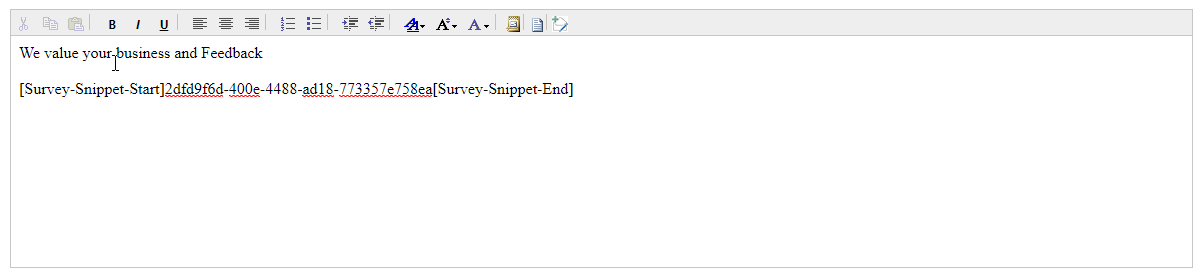 B I U
We value your business and Feedback
[Survey-Snippet-Start]2dfd9f6d-400e-4488-ad18-773357e758ea[Survey-Snippet-End]